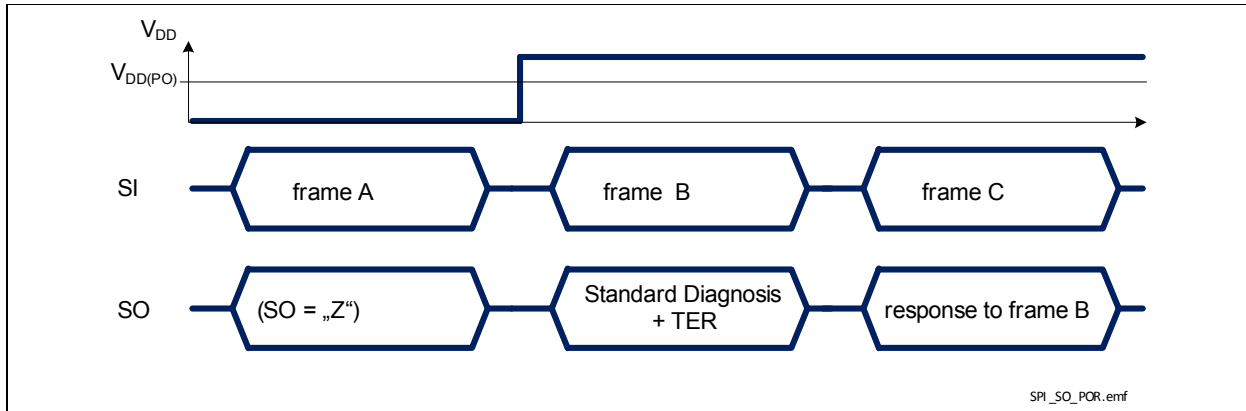 VDD
VDD(PO)
SI
frame A
frame B
frame C
SO
(SO = „Z“)
Standard Diagnosis
+ TER
response to frame B
SPI_SO_POR.emf